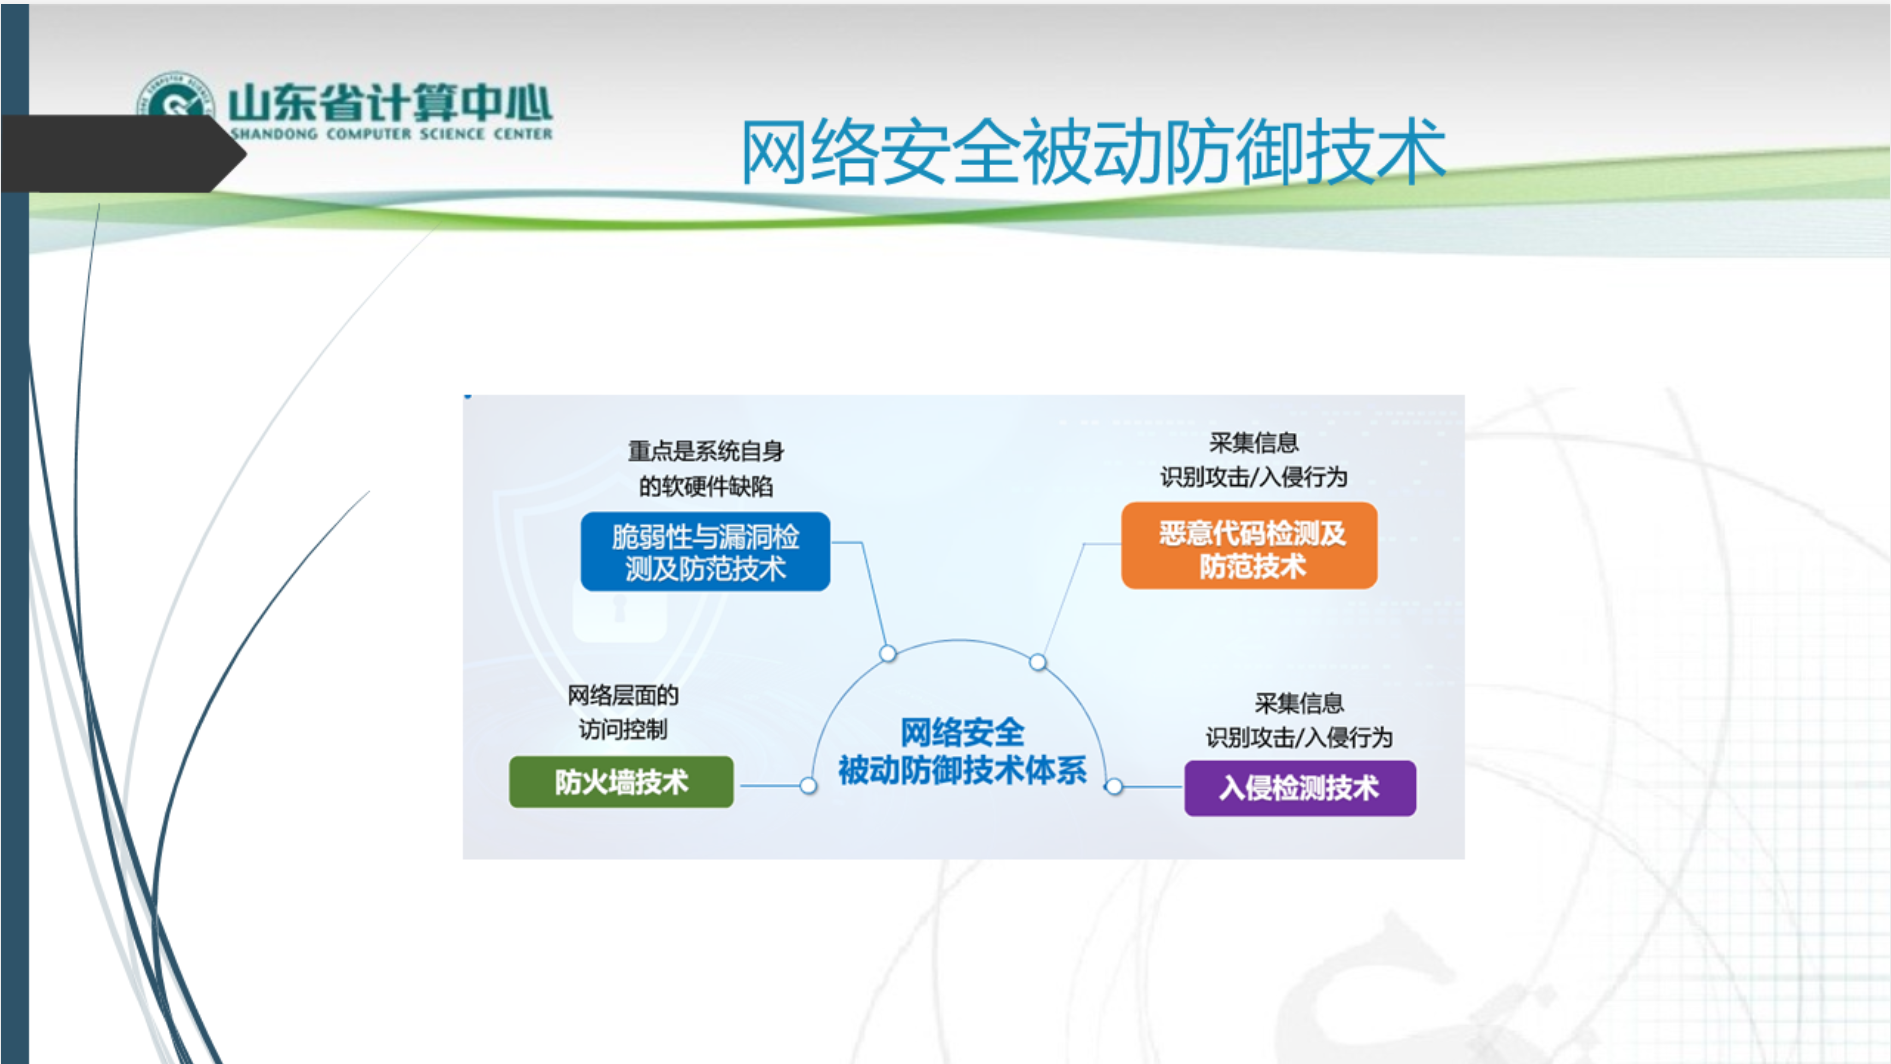 山东省计算中心
SHANDONG COMPUTER SCIENCE CENTER
网络安全被动防御技术
重点是系统自身
的软硬件缺陷
脆弱性与漏洞检
测及防范技术
采集信息
识别攻击/入侵行为
恶意代码检测及
防范技术
网络层面的
访问控制
防火墙技术
网络安全
被动防御技术体系
采集信息
识别攻击/入侵行为
入侵检测技术